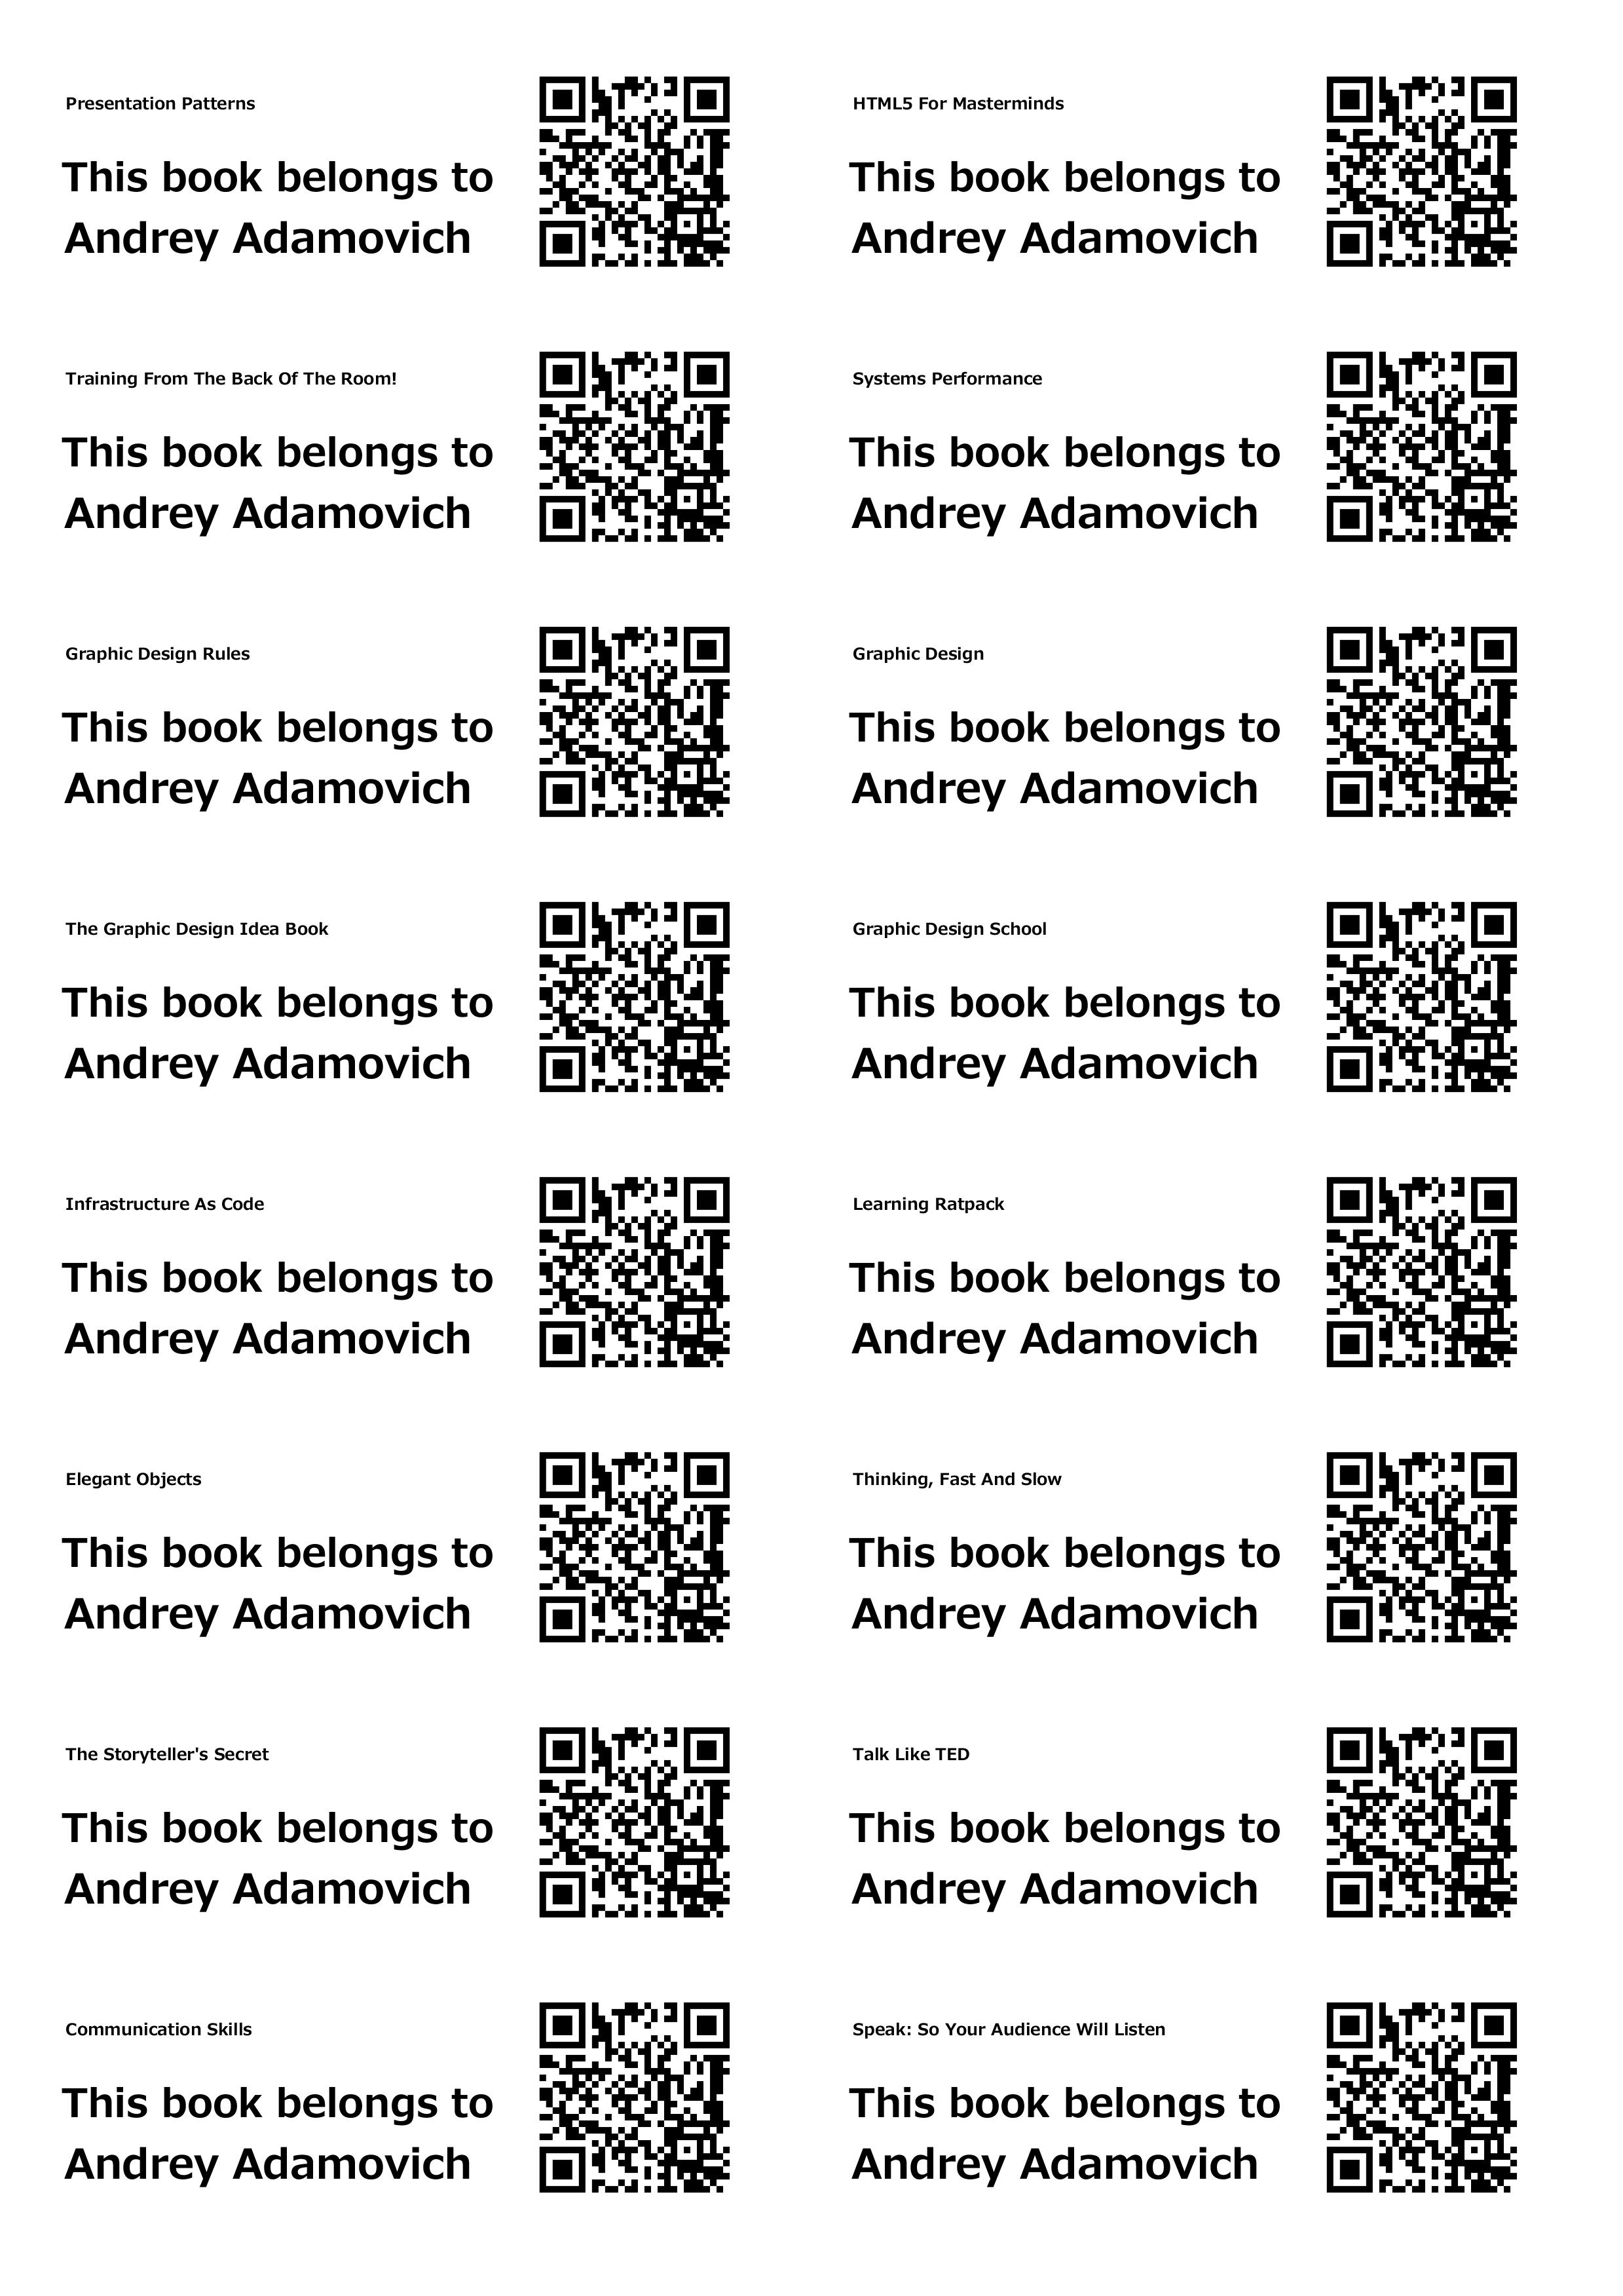 Presentation Patterns
This book belongs to
Andrey Adamovich
HTML5 For Masterminds
This book belongs to
Andrey Adamovich
Training From The Back Of The Room!
This book belongs to
Andrey Adamovich
Systems Performance
This book belongs to
Andrey Adamovich
Graphic Design Rules
This book belongs to
Andrey Adamovich
Graphic Design
This book belongs to
Andrey Adamovich
The Graphic Design Idea Book
This book belongs to
Andrey Adamovich
Graphic Design School
This book belongs to
Andrey Adamovich
Infrastructure As Code
This book belongs to
Andrey Adamovich
Learning Ratpack
This book belongs to
Andrey Adamovich
Elegant Objects
This book belongs to
Andrey Adamovich
Thinking, Fast And Slow
This book belongs to
Andrey Adamovich
The Storyteller's Secret
This book belongs to
Andrey Adamovich
Talk Like TED
This book belongs to
Andrey Adamovich
Communication Skills
This book belongs to
Andrey Adamovich
Speak: So Your Audience Will Listen
This book belongs to
Andrey Adamovich